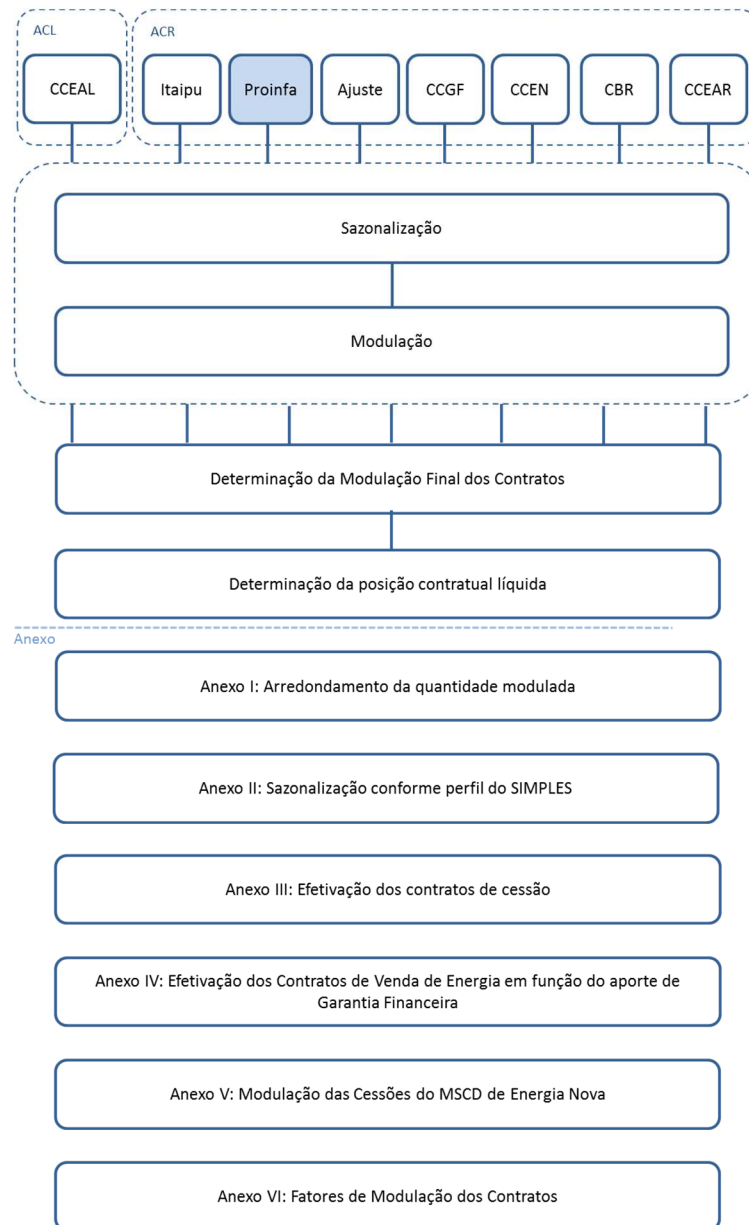 ACL
ACR
CCEAL
Itaipu
Proinfa
Ajuste
CCGF
CCEN
CBR
CCEAR
Sazonalização
Modulação
Determinação da Modulação Final dos Contratos
Determinação da posição contratual líquida
Anexo
Anexo I: Arredondamento da quantidade modulada
Anexo II: Sazonalização conforme perfil do SIMPLES
Anexo III: Efetivação dos contratos de cessão
Anexo IV: Efetivação dos Contratos de Venda de Energia em função do aporte de
Garantia Financeira
Anexo V: Modulação das Cessões do MSCD de Energia Nova
Anexo VI: Fatores de Modulação dos Contratos